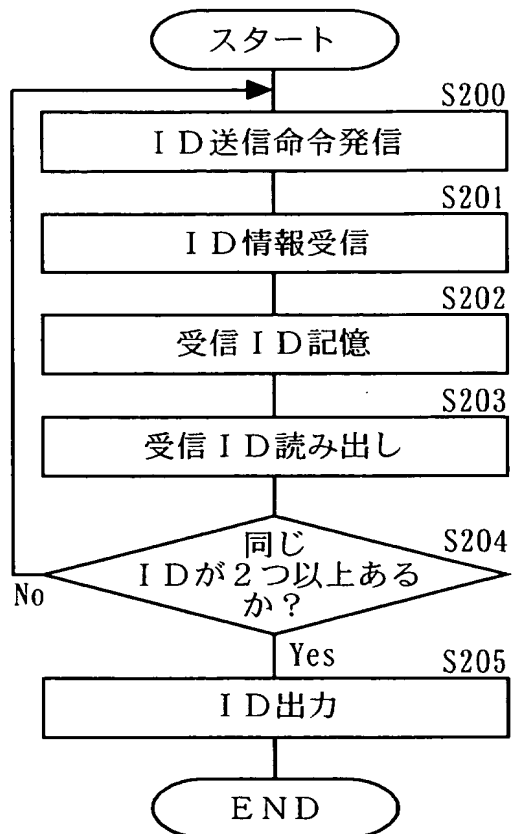 スタート
S200
ID送信命令発信
S201
ID情報受信
S202
受信ID記憶
S203
受信ID読み出し
S204
同じ
IDが2つ以上ある
か?
No
Yes
S205
ID出力
END